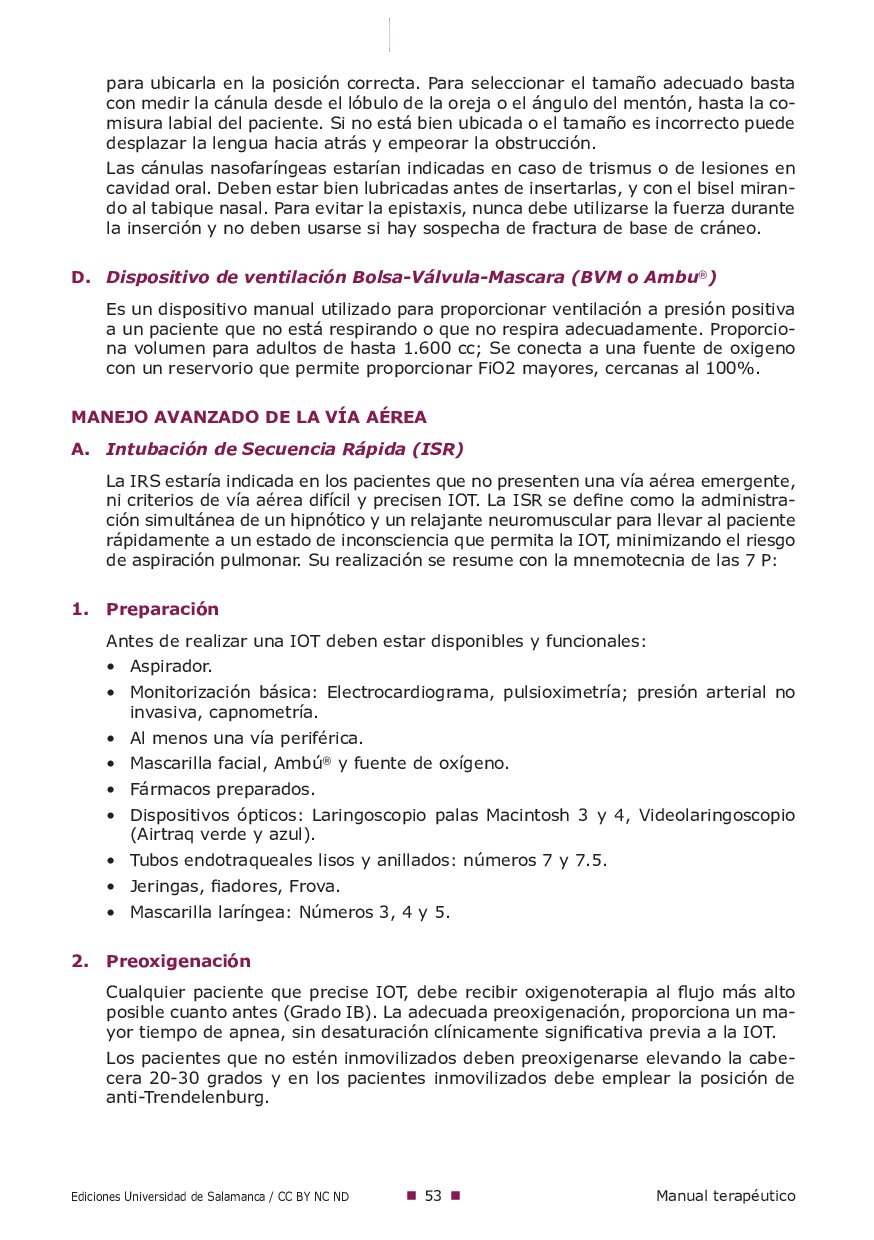 para ubicarla en la posición correcta. Para seleccionar el tamaño adecuado basta
con medir la cánula desde el lóbulo de la oreja o el ángulo del mentón, hasta la co-
misura labial del paciente. Si no está bien ubicada o el tamaño es incorrecto puede
desplazar la lengua hacia atrás y empeorar la obstrucción.
Las cánulas nasofaríngeas estarían indicadas en caso de trismus o de lesiones en
cavidad oral. Deben estar bien lubricadas antes de insertarlas, y con el bisel miran-
do al tabique nasal. Para evitar la epistaxis, nunca debe utilizarse la fuerza durante
la inserción y no deben usarse si hay sospecha de fractura de base de cráneo.
D. Dispositivo de ventilación Bolsa-Válvula-Mascara (BVM o Ambu®)
Es un dispositivo manual utilizado para proporcionar ventilación a presión positiva
a un paciente que no está respirando o que no respira adecuadamente. Proporcio-
na volumen para adultos de hasta 1.600 cc; Se conecta a una fuente de oxigeno
con un reservorio que permite proporcionar FiO2 mayores, cercanas al 100%.
MANEJO AVANZADO DE LA VÍA AÉREA
A. Intubación de Secuencia Rápida (ISR)
La IRS estaría indicada en los pacientes que no presenten una vía aérea emergente,
ni criterios de vía aérea difícil y precisen IOT. La ISR se define como la administra-
ción simultánea de un hipnótico y un relajante neuromuscular para llevar al paciente
rápidamente a un estado de inconsciencia que permita la IOT, minimizando el riesgo
de aspiración pulmonar. Su realización se resume con la mnemotecnia de las 7 P:
1. Preparación
Antes de realizar una IOT deben estar disponibles y funcionales:
• Aspirador.
• Monitorización básica: Electrocardiograma, pulsioximetría; presión arterial no
invasiva, capnometría.
• Al menos una vía periférica.
• Mascarilla facial, Ambú® y fuente de oxígeno.
• Fármacos preparados.
• Dispositivos ópticos: Laringoscopio palas Macintosh 3 y 4, Videolaringoscopio
(Airtraq verde y azul).
• Tubos endotraqueales lisos y anillados: números 7 y 7.5.
• Jeringas, fiadores, Frova.
• Mascarilla laríngea: Números 3, 4 y 5.
2. Preoxigenación
Cualquier paciente que precise IOT, debe recibir oxigenoterapia al flujo más alto
posible cuanto antes (Grado IB). La adecuada preoxigenación, proporciona un ma-
yor tiempo de apnea, sin desaturación clínicamente significativa previa a la IOT.
Los pacientes que no estén inmovilizados deben preoxigenarse elevando la cabe-
cera 20-30 grados y en los pacientes inmovilizados debe emplear la posición de
anti-Trendelenburg.
Ediciones Universidad de Salamanca / CC BY NC ND ■ 53 ■ Manual terapéutico